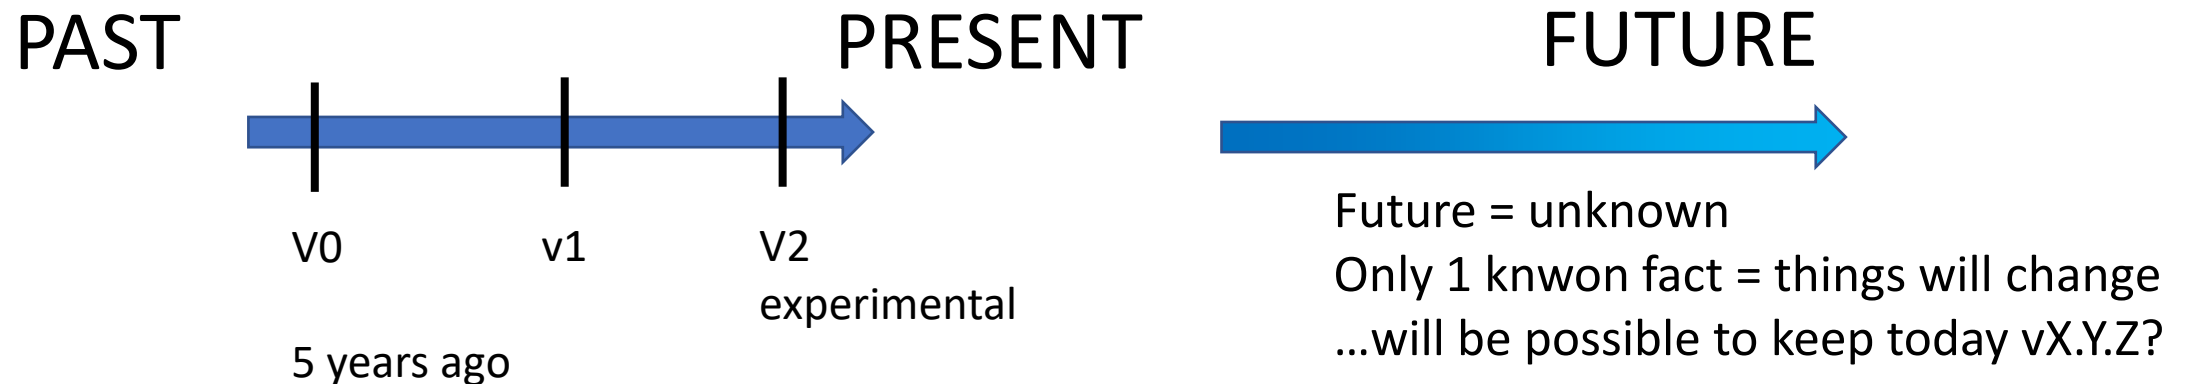 PAST
PRESENT
FUTURE
V0
v1
V2
experimental
5 years ago
Future = unknown
Only 1 knwon fact = things will change
...will be possible to keep today vX.Y.Z?